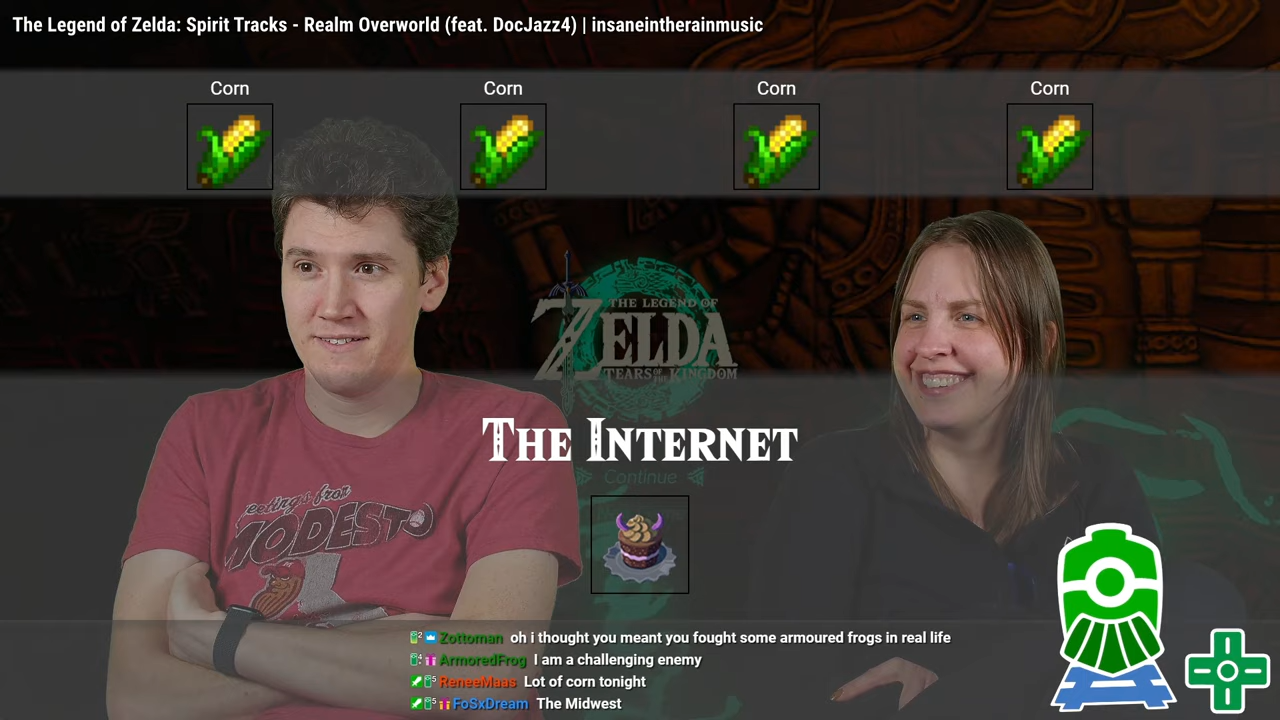 The Legend of Zelda: Spirit Tracks - Realm Overworld (feat. DocJazz4) | insaneintherainmusic
Corn Corn Corn Corn
THE LEGEND OF
ZELDA
TEARS OF THE KINGDOM
THE INTERNET
Continue
eetings from
MODESTO
Zottoman oh i thought you meant you fought some armoured frogs in real life
ArmoredFrog I am a challenging enemy
ReneeMaas Lot of corn tonight
FoSxDream The Midwest